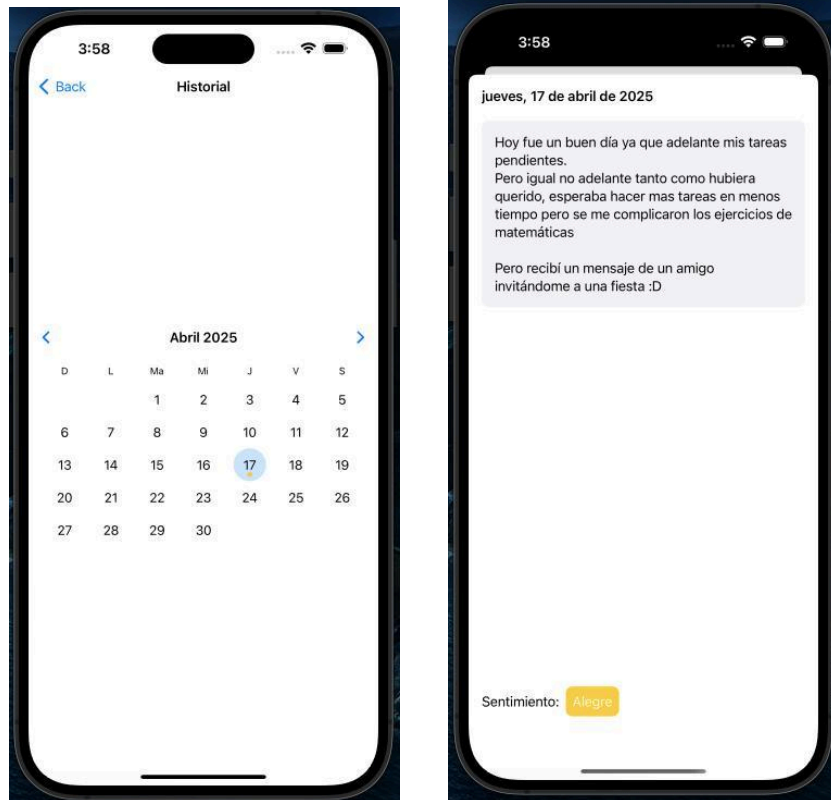 3:58
Back
Historial
Abril 2025
D L Ma Mi J V S
1 2 3 4 5
6 7 8 9 10 11 12
13 14 15 16 17 18 19
20 21 22 23 24 25 26
27 28 29 30
3:58
jueves, 17 de abril de 2025
Hoy fue un buen día ya que adelante mis tareas
pendientes.
Pero igual no adelante tanto como hubiera
querido, esperaba hacer mas tareas en menos
tiempo pero se me complicaron los ejercicios de
matemáticas
Pero recibí un mensaje de un amigo
invitándome a una fiesta :D
Sentimiento: Alegre